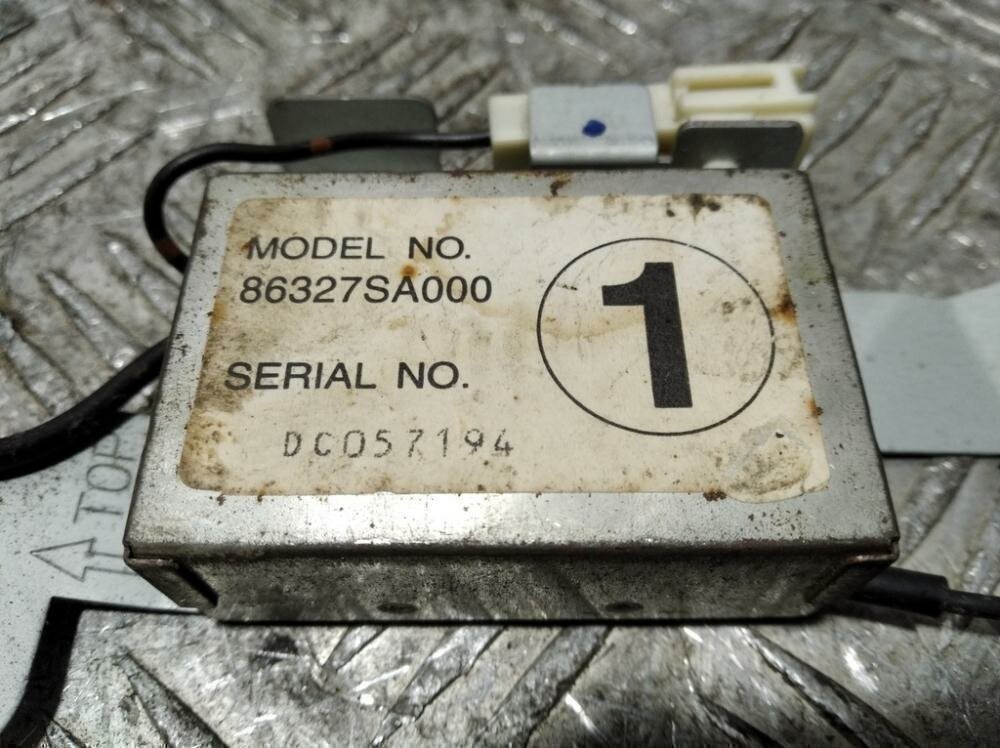 MODEL NO.
86327SA000
1
SERIAL NO.
DC057194
TOP